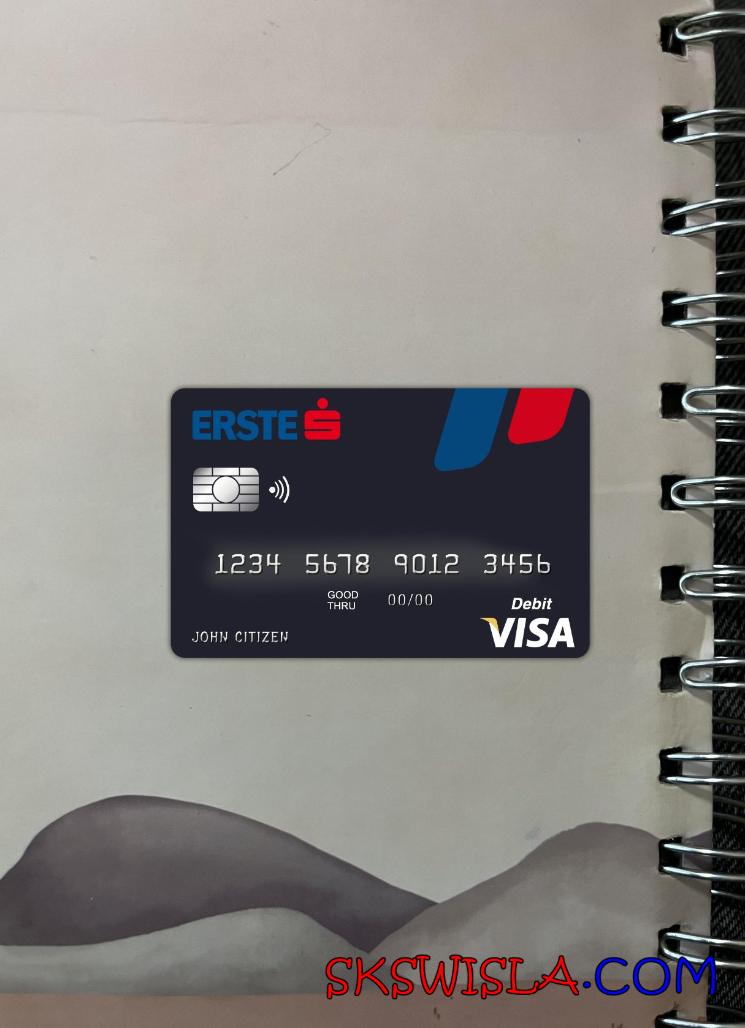 ERSTE
1234 5678 9012 3456
GOOD
THRU
00/00
Debit
JOHN CITIZEN
VISA
SKSWISLA.COM